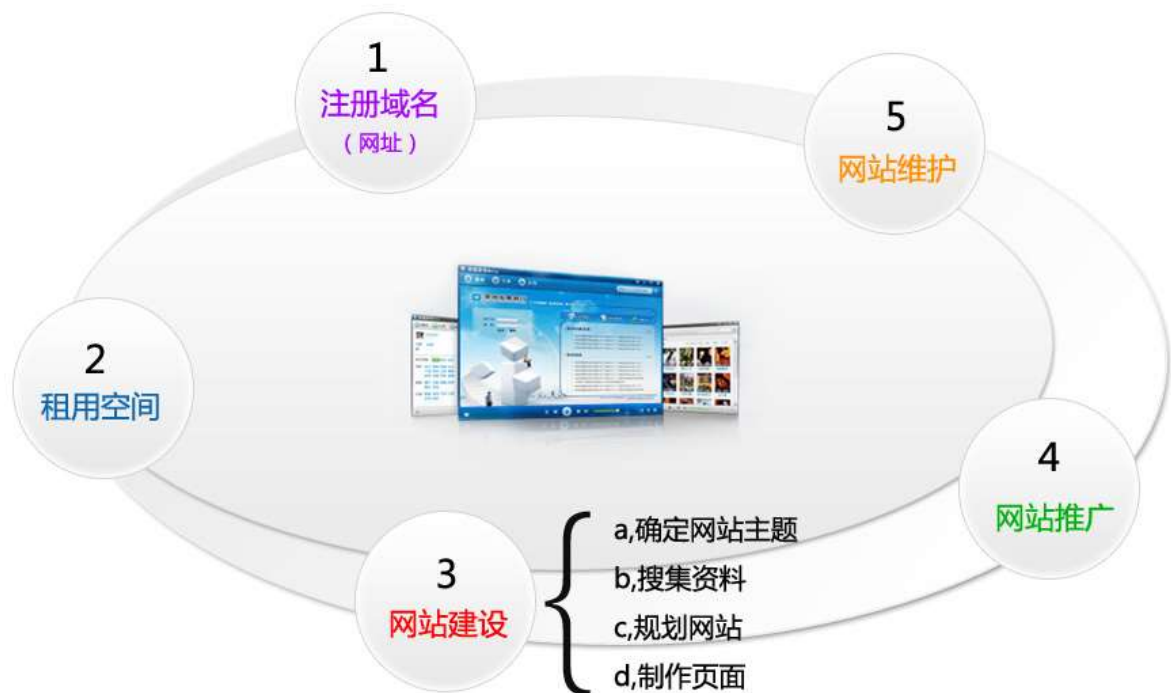 1
注册域名
（网址）
2
租用空间
3
网站建设
a,确定网站主题
b,搜集资料
c,规划网站
d,制作页面
4
网站推广
5
网站维护